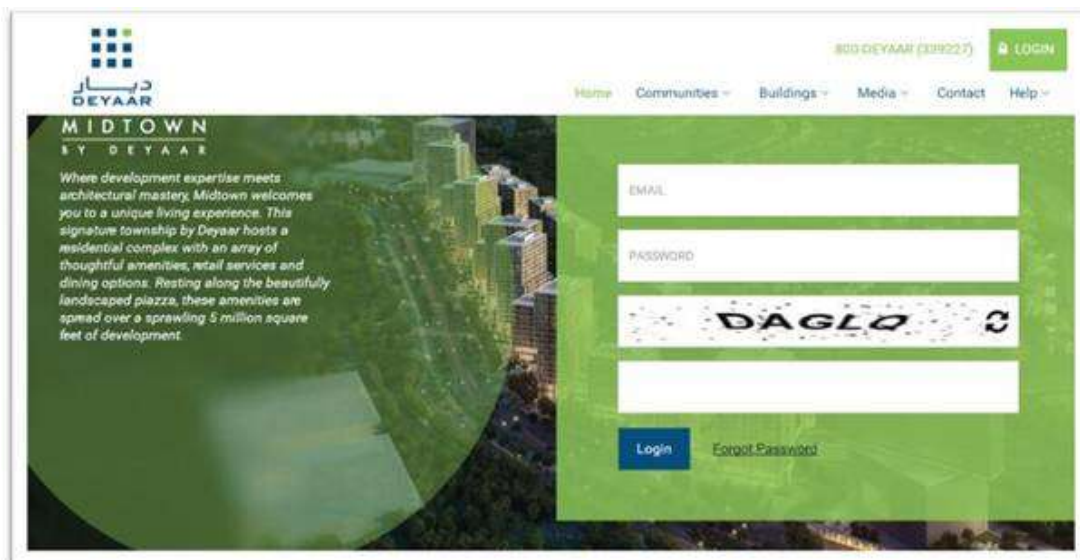 800-DEYAAR (339227)
LOGIN
ديار
DEYAAR
Home Communities Buildings Media Contact Help
MIDTOWN
BY DEYAAR
Where development expertise meets
architectural mastery, Midtown welcomes
you to a unique living experience. This
signature township by Deyaar hosts a
residential complex with an array of
thoughtful amenities, retail services and
dining options. Resting along the beautifully
landscaped piazza, these amenities are
spread over a sprawling 5 million square
feet of development.
EMAIL
PASSWORD
DAGLQ
Login Forgot Password